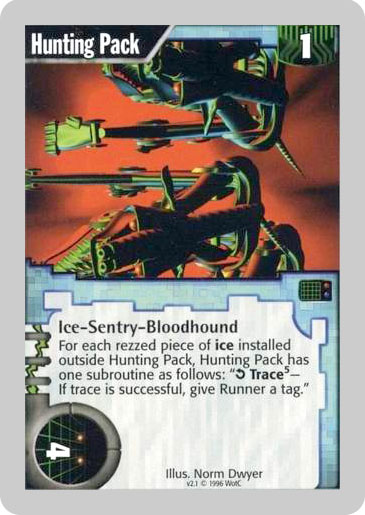 Hunting Pack
1
Ice-Sentry-Bloodhound
For each rezzed piece of ice installed
outside Hunting Pack, Hunting Pack has
one subroutine as follows: “➲ Trace⁵—
If trace is successful, give Runner a tag.”
4
Illus. Norm Dwyer
v2.1 © 1996 WotC